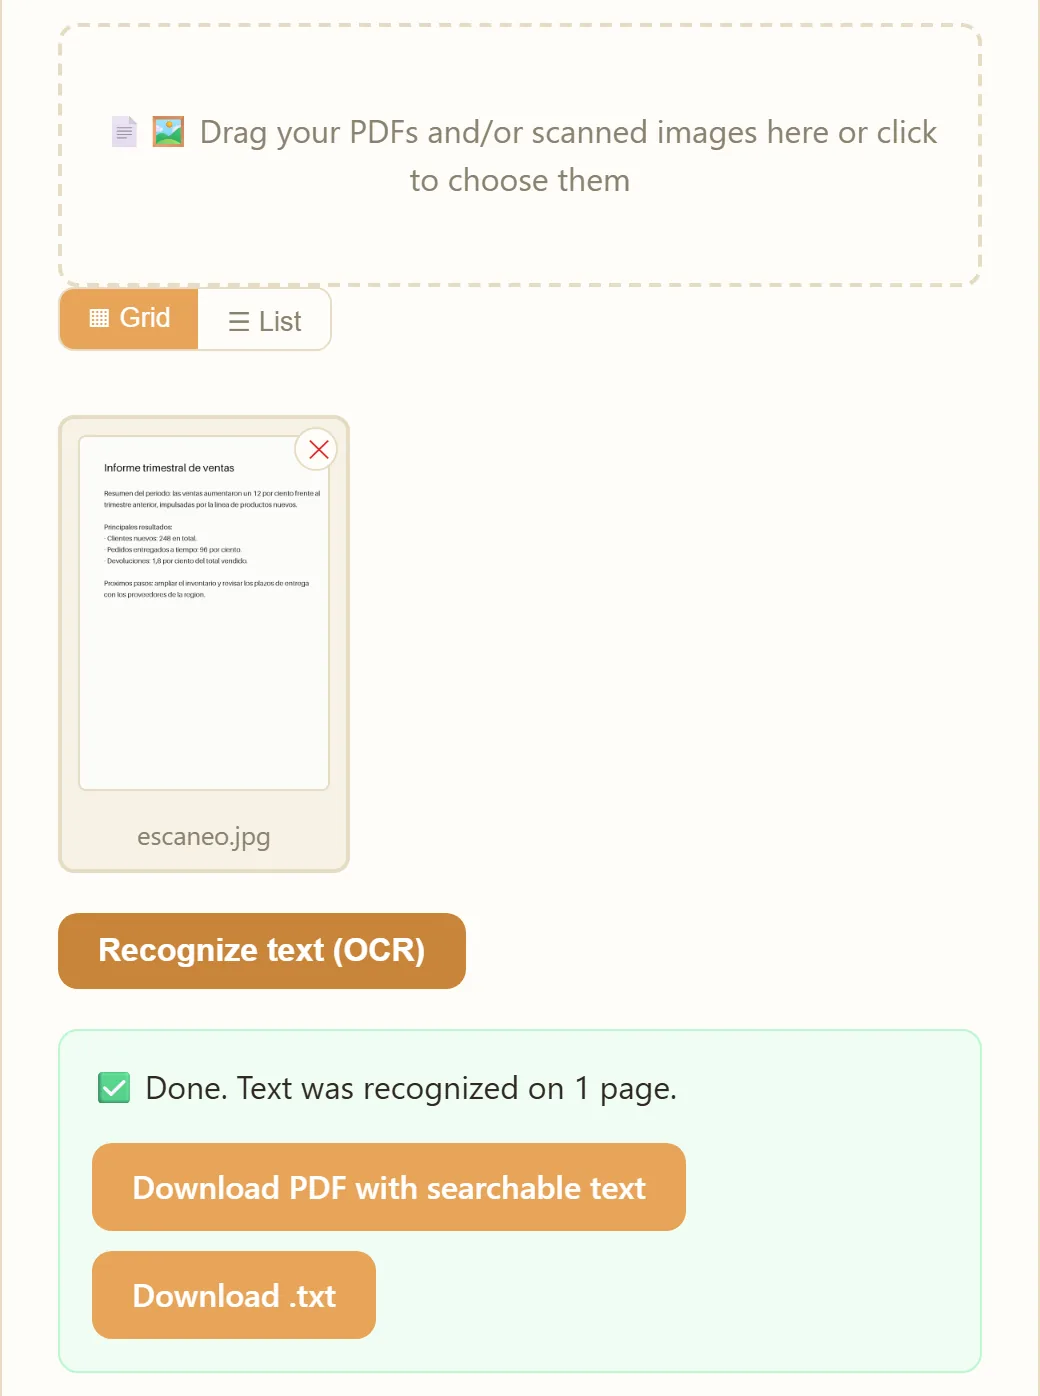 Drag your PDFs and/or scanned images here or click
to choose them
Grid
List
Informe trimestral de ventas
Resumen del periodo: las ventas aumentaron un 12 por ciento frente al
trimestre anterior, impulsadas por la linea de productos nuevos.
Principales resultados:
· Clientes nuevos: 248 en total.
· Pedidos entregados a tiempo: 96 por ciento.
· Devoluciones: 1,8 por ciento del total vendido.
Proximos pasos: ampliar el inventario y revisar los plazos de entrega
con los proveedores de la region.
escaneo.jpg
Recognize text (OCR)
Done. Text was recognized on 1 page.
Download PDF with searchable text
Download .txt